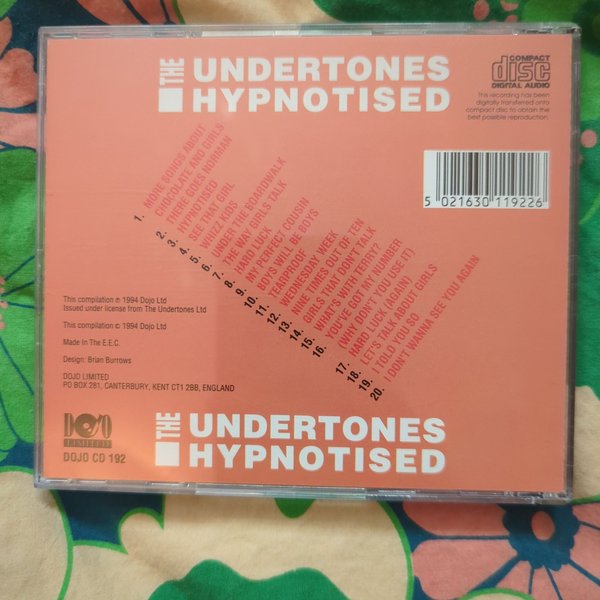 THE UNDERTONES
HYPNOTISED
COMPACT
disc
DIGITAL AUDIO
This recording has been
digitally transferred onto
compact disc to obtain the
best possible reproduction.
5 021630 119226
1. MORE SONGS ABOUT
CHOCOLATE AND GIRLS
2. THERE GOES NORMAN
3. HYPNOTISED
4. SEE THAT GIRL
5. WHIZZ KIDS
6. UNDER THE BOARDWALK
7. THE WAY GIRLS TALK
8. HARD LUCK
9. MY PERFECT COUSIN
10. BOYS WILL BE BOYS
11. TEARPROOF
12. WEDNESDAY WEEK
13. NINE TIMES OUT OF TEN
14. GIRLS THAT DON'T TALK
15. WHAT'S WITH TERRY?
16. YOU'VE GOT MY NUMBER
(WHY DON'T YOU USE IT)
17. HARD LUCK (AGAIN)
18. LET'S TALK ABOUT GIRLS
19. I TOLD YOU SO
20. I DON'T WANNA SEE YOU AGAIN
This compilation ℗ 1994 Dojo Ltd
Issued under license from The Undertones Ltd
This compilation © 1994 Dojo Ltd
Made In The E.E.C.
Design: Brian Burrows
DOJO LIMITED
PO BOX 281, CANTERBURY, KENT CT1 2BB, ENGLAND
DOJO
LIMITED
DOJO CD 192
THE UNDERTONES
HYPNOTISED